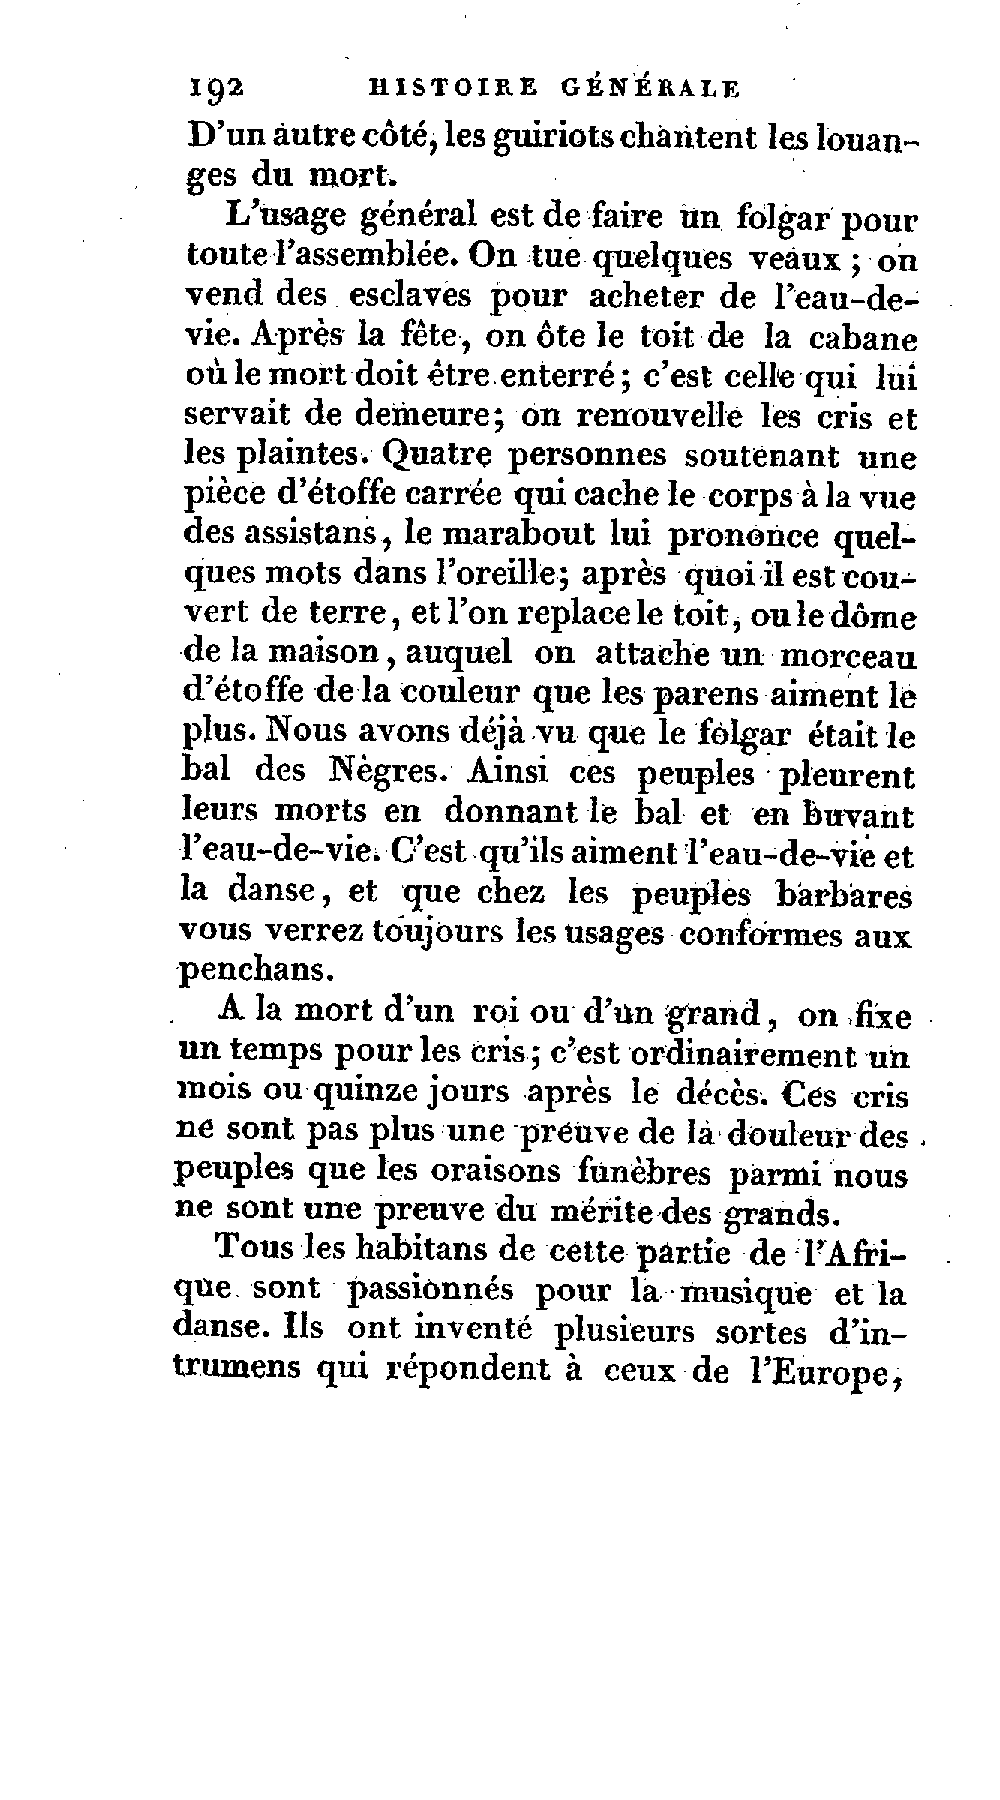 192 HISTOIRE GÉNÉRALE
D'un autre côté, les guiriots chantent les louan-
ges du mort.
L'usage général est de faire un folgar pour
toute l'assemblée. On tue quelques veaux ; on
vend des esclaves pour acheter de l'eau-de-
vie. Après la fête, on ôte le toit de la cabane
où le mort doit être enterré ; c'est celle qui lui
servait de demeure; on renouvelle les cris et
les plaintes. Quatre personnes soutenant une
pièce d'étoffe carrée qui cache le corps à la vue
des assistans, le marabout lui prononce quel-
ques mots dans l'oreille; après quoi il est cou-
vert de terre, et l'on replace le toit, ou le dôme
de la maison, auquel on attache un morceau
d'étoffe de la couleur que les parens aiment le
plus. Nous avons déjà vu que le folgar était le
bal des Nègres. Ainsi ces peuples pleurent
leurs morts en donnant le bal et en buvant
l'eau-de-vie. C'est qu'ils aiment l'eau-de-vie et
la danse, et que chez les peuples barbares
vous verrez toujours les usages conformes aux
penchans.
A la mort d'un roi ou d'un grand, on fixe
un temps pour les cris ; c'est ordinairement un
mois ou quinze jours après le décès. Ces cris
ne sont pas plus une preuve de la douleur des
peuples que les oraisons funèbres parmi nous
ne sont une preuve du mérite des grands.
Tous les habitans de cette partie de l'Afri-
que sont passionnés pour la musique et la
danse. Ils ont inventé plusieurs sortes d'in-
trumens qui répondent à ceux de l'Europe,